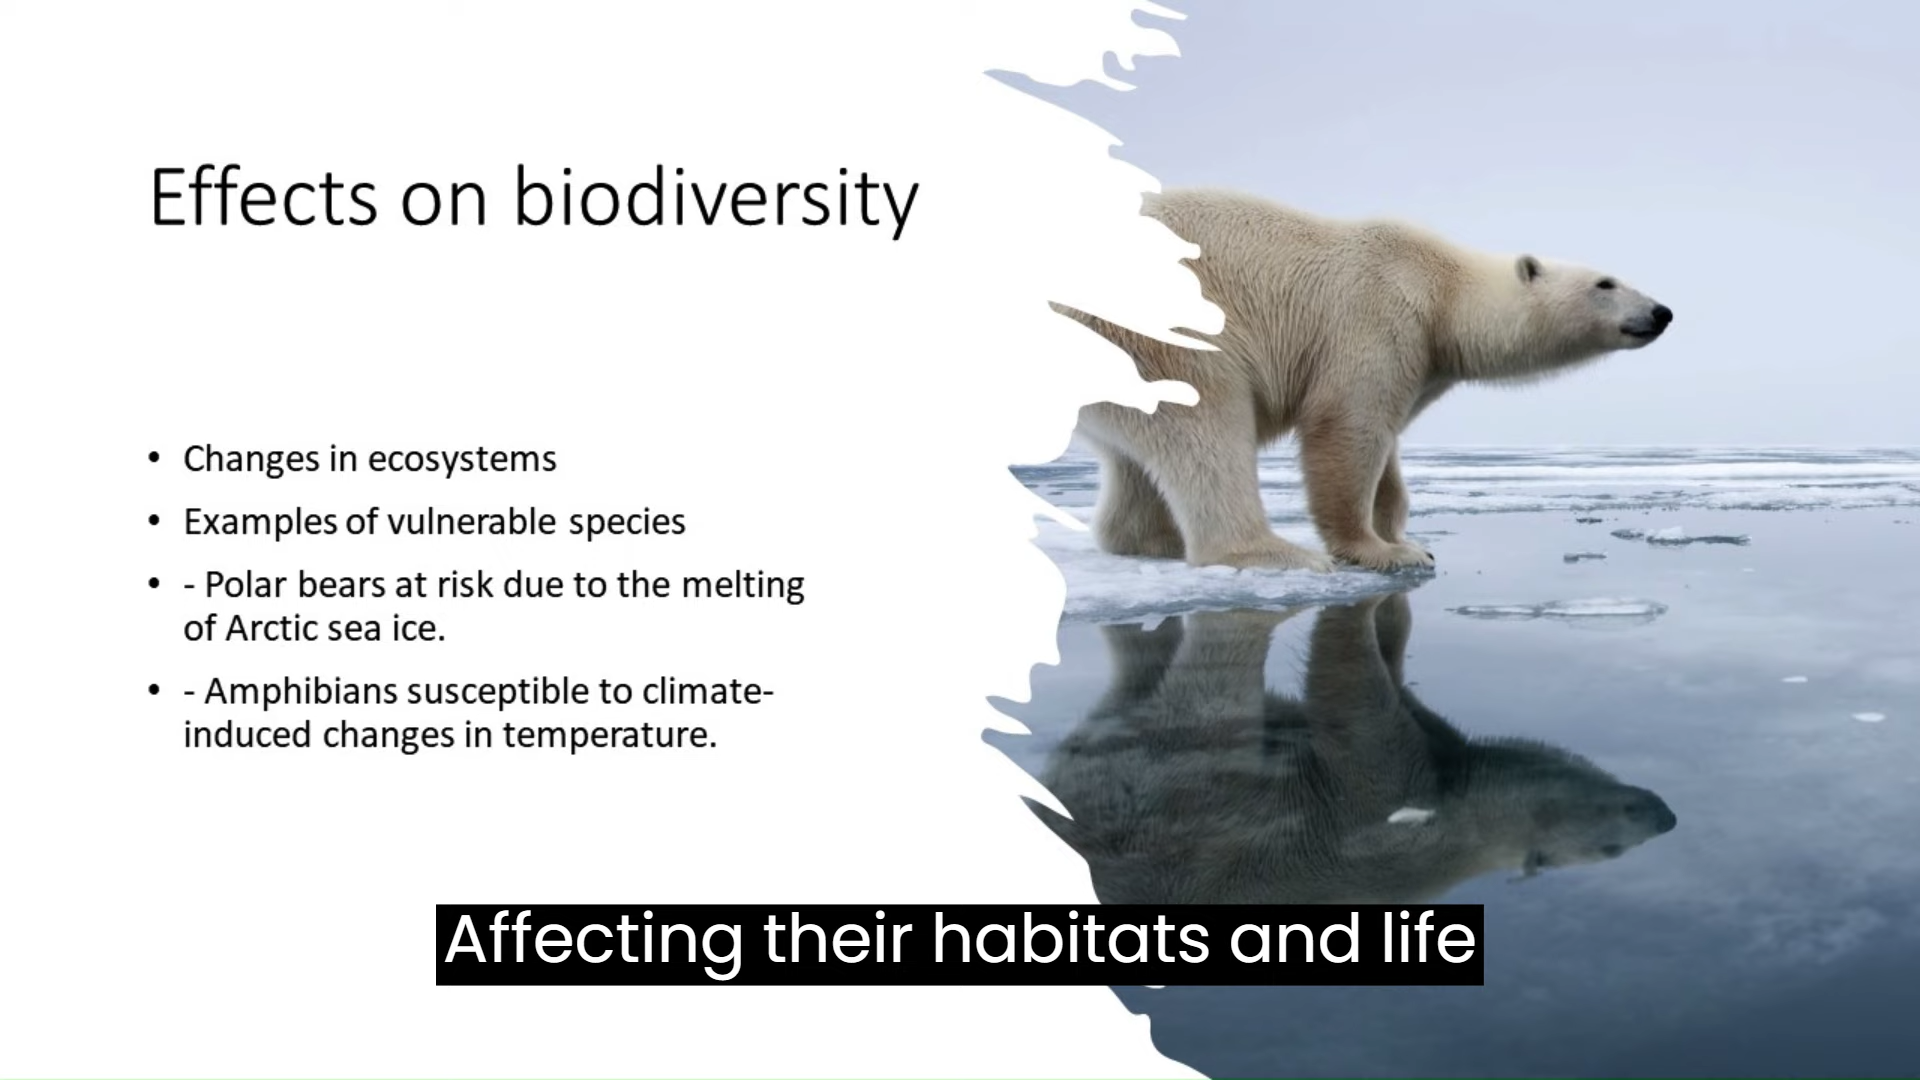 Effects on biodiversity
• Changes in ecosystems
• Examples of vulnerable species
• - Polar bears at risk due to the melting
of Arctic sea ice.
• - Amphibians susceptible to climate-
induced changes in temperature.
Affecting their habitats and life